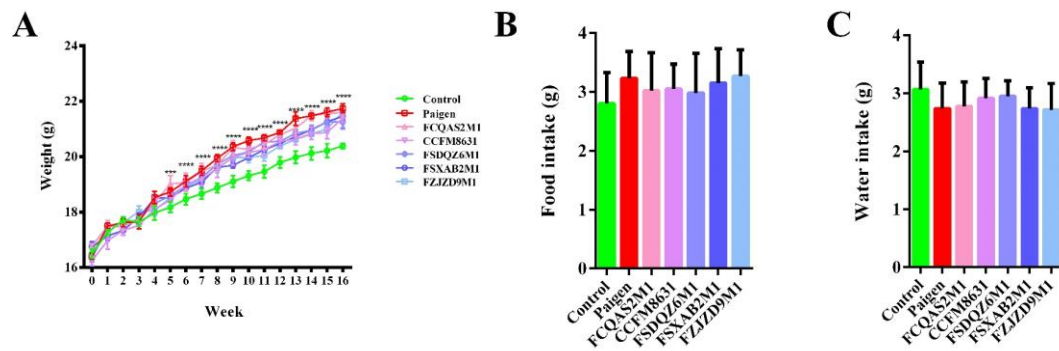 A
Weight (g)
24
22
20
18
16
0 1 2 3 4 5 6 7 8 9 10 11 12 13 14 15 16
Week
*** **** **** **** **** **** **** **** **** **** **** ****
Control
Paigen
FCQAS2M1
CCFM8631
FSDQZ6M1
FSXAB2M1
FZJZD9M1
B
Food intake (g)
4
3
2
1
0
Control
Paigen
FCQAS2M1
CCFM8631
FSDQZ6M1
FSXAB2M1
FZJZD9M1
C
Water intake (g)
4
3
2
1
0
Control
Paigen
FCQAS2M1
CCFM8631
FSDQZ6M1
FSXAB2M1
FZJZD9M1